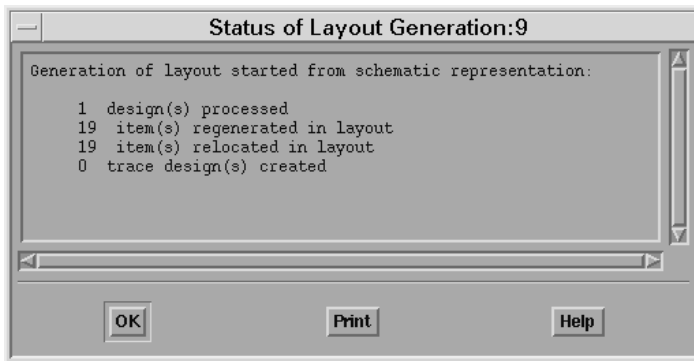 Status of Layout Generation:9
Generation of layout started from schematic representation:
1 design(s) processed
19 item(s) regenerated in layout
19 item(s) relocated in layout
0 trace design(s) created
OK
Print
Help